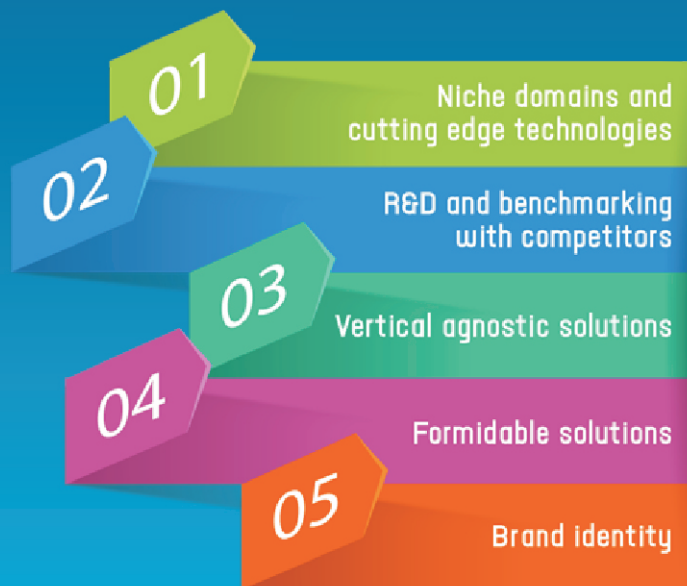 01
Niche domains and
cutting edge technologies
02
R&D and benchmarking
with competitors
03
Vertical agnostic solutions
04
Formidable solutions
05
Brand identity